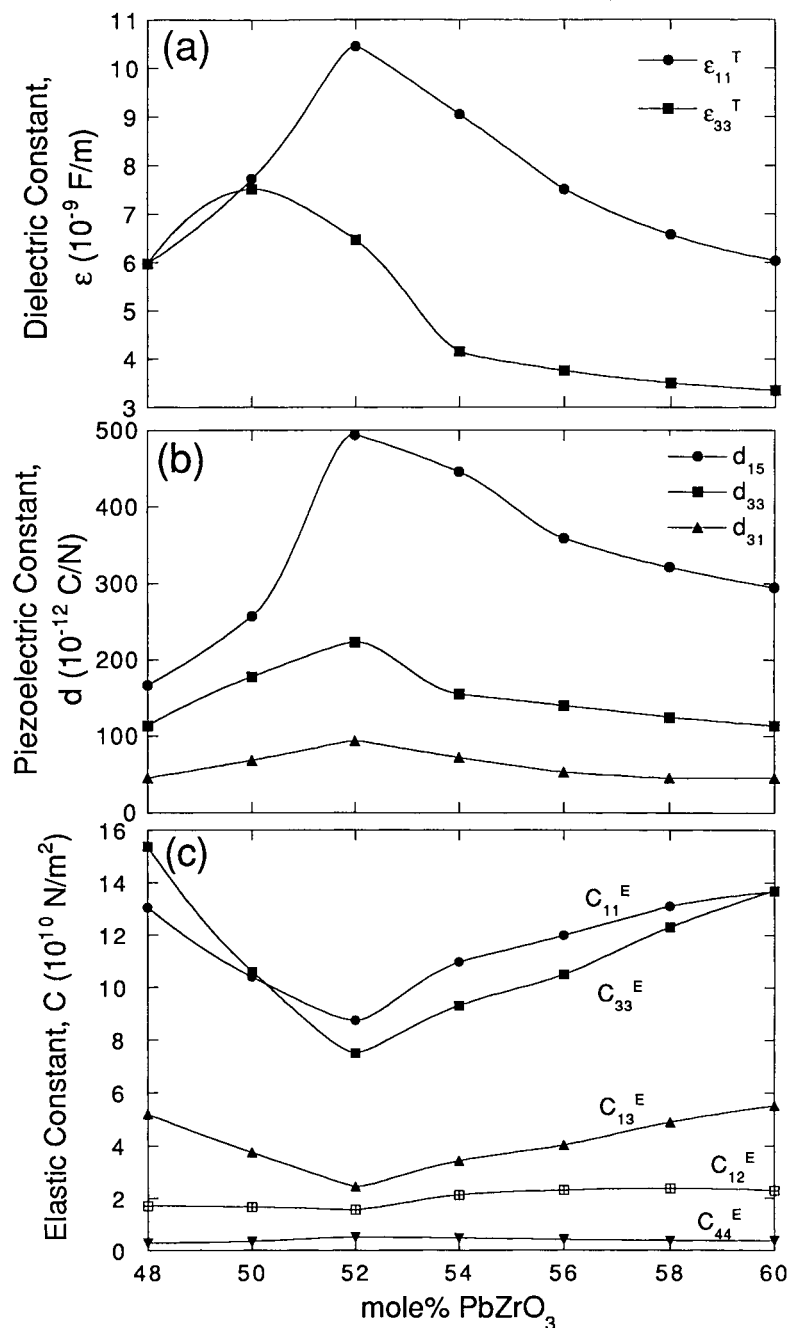 (a)
Dielectric Constant,
ε (10⁻⁹ F/m)
11
10
9
8
7
6
5
4
3
ε₁₁ᵀ
ε₃₃ᵀ
(b)
Piezoelectric Constant,
d (10⁻¹² C/N)
500
400
300
200
100
0
d₁₅
d₃₃
d₃₁
(c)
Elastic Constant, C (10¹⁰ N/m²)
16
14
12
10
8
6
4
2
0
C₁₁ᴱ
C₃₃ᴱ
C₁₃ᴱ
C₁₂ᴱ
C₄₄ᴱ
48 50 52 54 56 58 60
mole% PbZrO₃